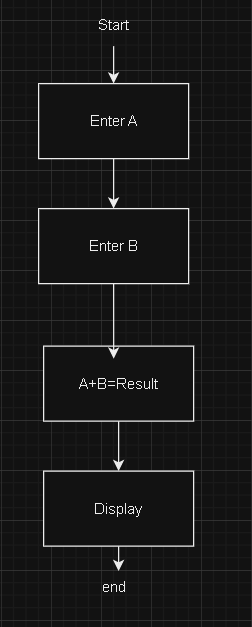 Start
Enter A
Enter B
A+B=Result
Display
end